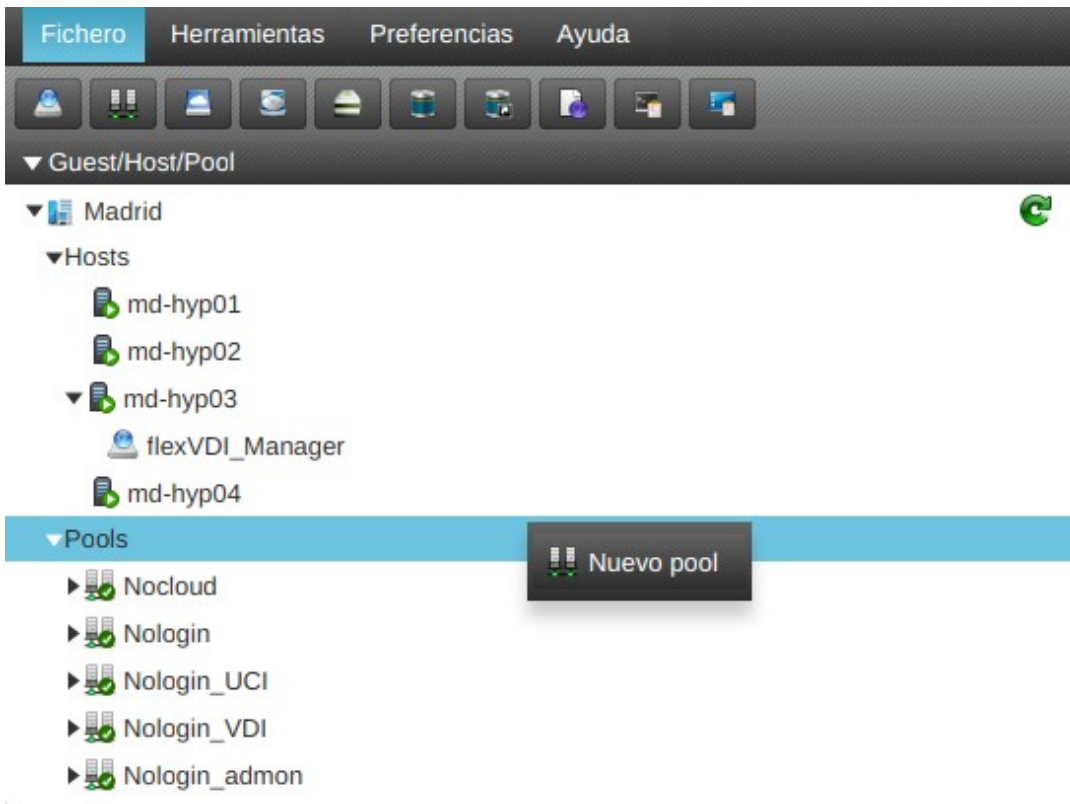 Fichero Herramientas Preferencias Ayuda
Guest/Host/Pool
Madrid
Hosts
md-hyp01
md-hyp02
md-hyp03
flexVDI_Manager
md-hyp04
Pools
Nuevo pool
Nocloud
Nologin
Nologin_UCI
Nologin_VDI
Nologin_admon